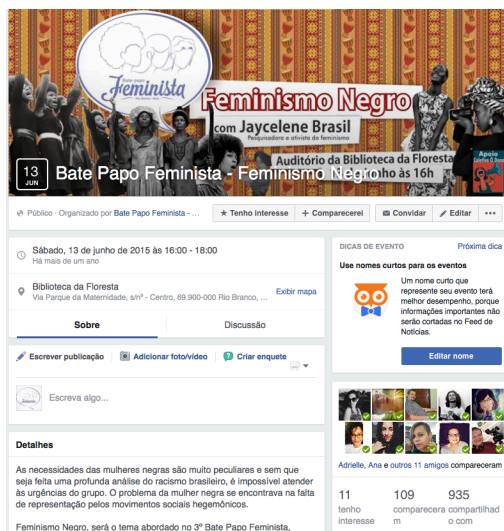 Bate-papo
Feminista
Feminismo Negro
com Jaycelene Brasil
Pesquisadora e ativista do feminismo
Auditório da Biblioteca da Floresta
nho às 16h
Apoio
13
JUN
Bate Papo Feminista - Feminismo Negro
Público · Organizado por Bate Papo Feminista - ...
Tenho interesse
Comparecerei
Convidar
Editar
Sábado, 13 de junho de 2015 às 16:00 - 18:00
Há mais de um ano
Biblioteca da Floresta
Via Parque da Maternidade, s/nº - Centro, 69.900-000 Rio Branco, ...
Exibir mapa
Sobre
Discussão
Escrever publicação
Adicionar foto/vídeo
Criar enquete
Escreva algo...
Detalhes
As necessidades das mulheres negras são muito peculiares e sem que
seja feita uma profunda análise do racismo brasileiro, é impossível atender
às urgências do grupo. O problema da mulher negra se encontrava na falta
de representação pelos movimentos sociais hegemônicos.
Feminismo Negro, será o tema abordado no 3º Bate Papo Feminista,
DICAS DE EVENTO
Próxima dica
Use nomes curtos para os eventos
Um nome curto que
represente seu evento terá
melhor desempenho, porque
informações importantes não
serão cortadas no Feed de
Notícias.
Editar nome
Adrielle, Ana e outros 11 amigos compareceram
11
tenho
interesse
109
comparecera
m
935
compartilhad
o com